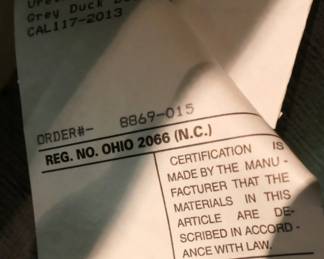 Grey Duck
CAL117-2013
ORDER#- 8869-015
REG. NO. OHIO 2066 (N.C.)
CERTIFICATION IS
MADE BY THE MANU-
FACTURER THAT THE
MATERIALS IN THIS
ARTICLE ARE DE-
SCRIBED IN ACCORD-
ANCE WITH LAW.